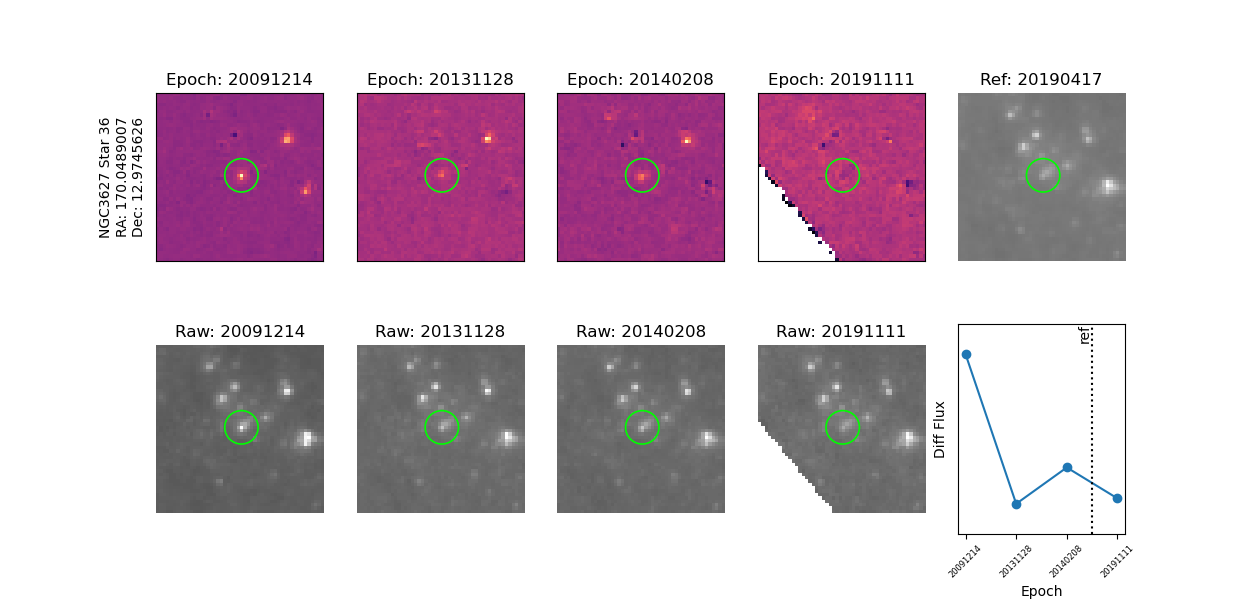 NGC3627 Star 36
RA: 170.0489007
Dec: 12.9745626
Epoch: 20091214
Epoch: 20131128
Epoch: 20140208
Epoch: 20191111
Ref: 20190417
Raw: 20091214
Raw: 20131128
Raw: 20140208
Raw: 20191111
ref
Diff Flux
20091214
20131128
20140208
20191111
Epoch